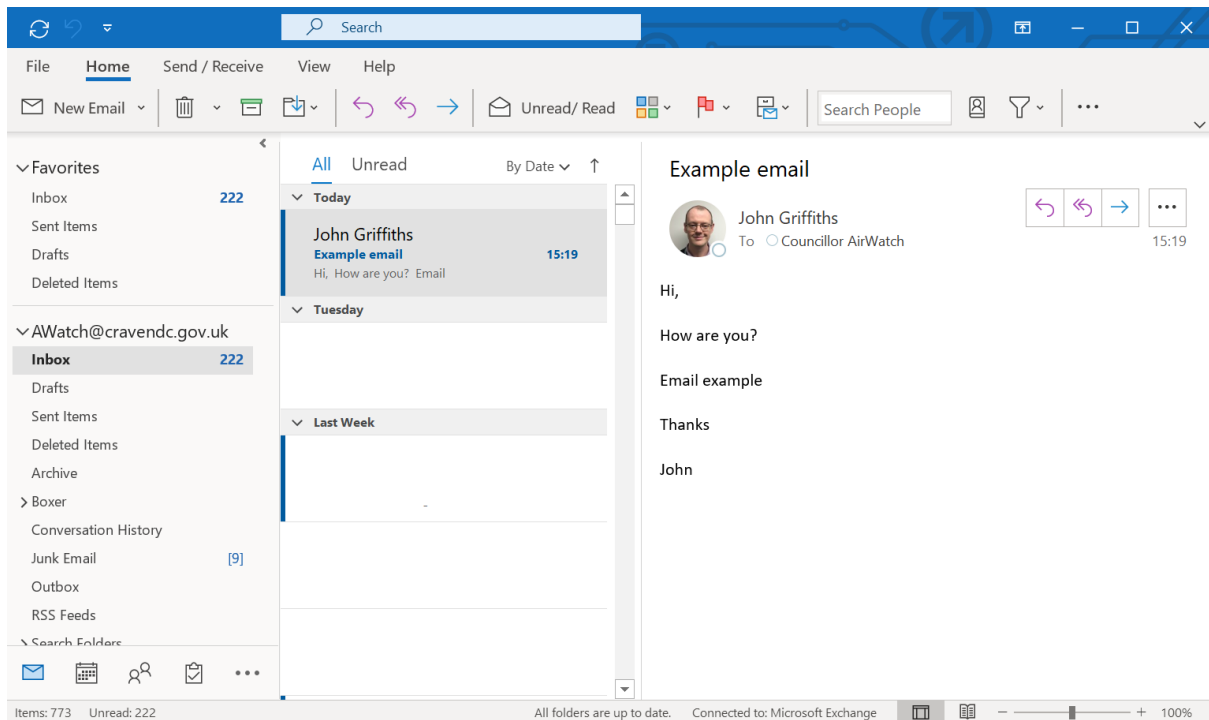 Search
File Home Send / Receive View Help
New Email Unread/ Read Search People
Favorites
Inbox 222
Sent Items
Drafts
Deleted Items
AWatch@cravendc.gov.uk
Inbox 222
Drafts
Sent Items
Deleted Items
Archive
Boxer
Conversation History
Junk Email [9]
Outbox
RSS Feeds
Search Folders
All Unread By Date
Today
John Griffiths
Example email 15:19
Hi, How are you? Email
Tuesday
Last Week
Example email
John Griffiths
To Councillor AirWatch 15:19
Hi,
How are you?
Email example
Thanks
John
Items: 773 Unread: 222 All folders are up to date. Connected to: Microsoft Exchange 100%